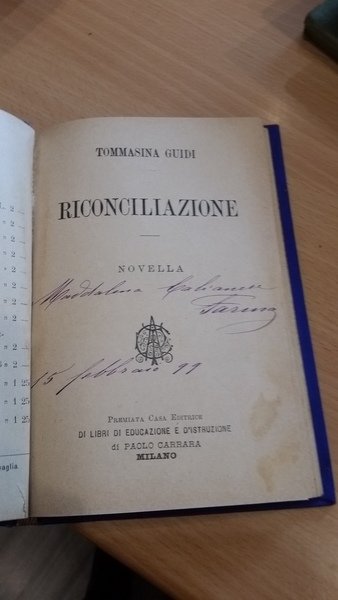 TOMMASINA GUIDI
RICONCILIAZIONE
NOVELLA
Maddalena
Farina
15 febbraio 99
PREMIATA CASA EDITRICE
DI LIBRI DI EDUCAZIONE E D'ISTRUZIONE
di PAOLO CARRARA
MILANO